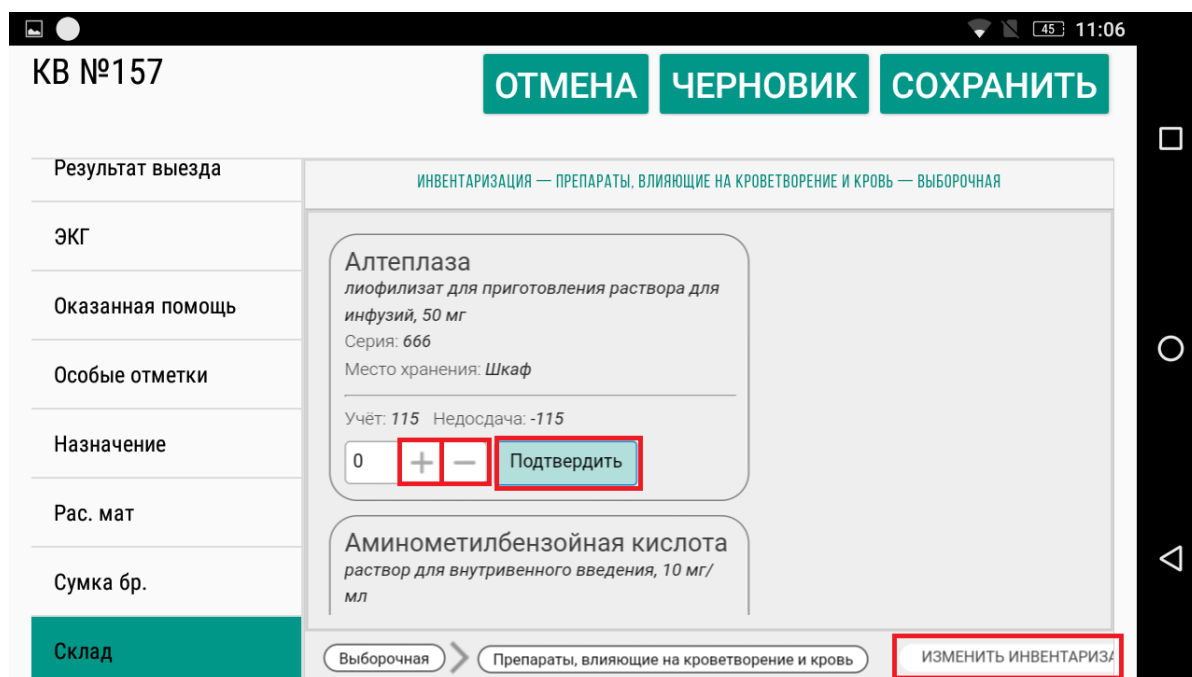 45 11:06
КВ №157
ОТМЕНА ЧЕРНОВИК СОХРАНИТЬ
Результат выезда
ЭКГ
Оказанная помощь
Особые отметки
Назначение
Рас. мат
Сумка бр.
Склад
ИНВЕНТАРИЗАЦИЯ — ПРЕПАРАТЫ, ВЛИЯЮЩИЕ НА КРОВЕТВОРЕНИЕ И КРОВЬ — ВЫБОРОЧНАЯ
Алтеплаза
лиофилизат для приготовления раствора для
инфузий, 50 мг
Серия: 666
Место хранения: Шкаф
Учёт: 115 Недосдача: -115
0 + — Подтвердить
Аминометилбензойная кислота
раствор для внутривенного введения, 10 мг/
мл
Выборочная Препараты, влияющие на кроветворение и кровь ИЗМЕНИТЬ ИНВЕНТАРИЗА